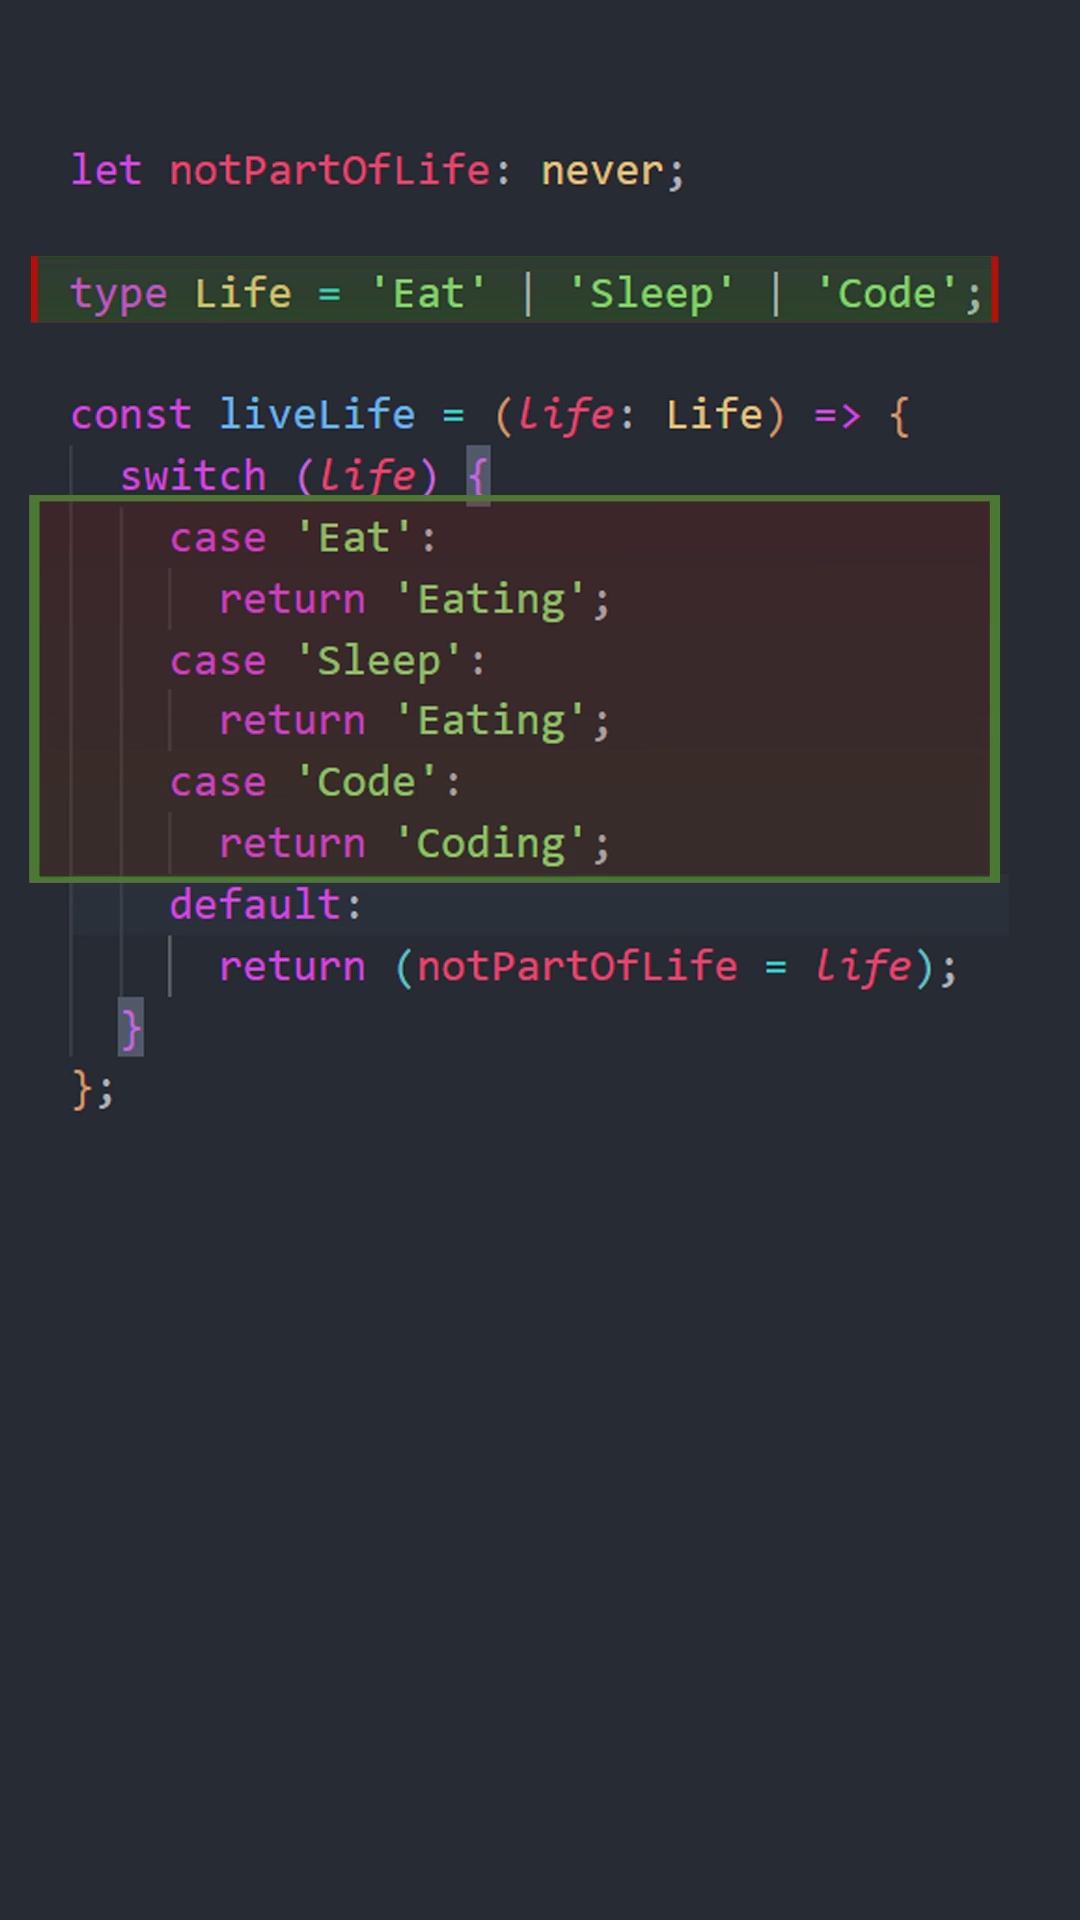 let notPartOfLife: never;
type Life = 'Eat' | 'Sleep' | 'Code';
const liveLife = (life: Life) => {
switch (life) {
case 'Eat':
return 'Eating';
case 'Sleep':
return 'Eating';
case 'Code':
return 'Coding';
default:
return (notPartOfLife = life);
}
};